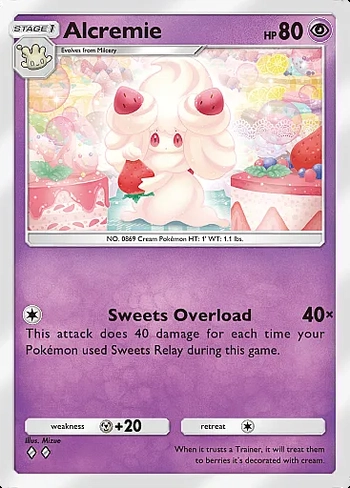 STAGE 1
Alcremie
HP 80
Evolves from Milcery
NO. 0869 Cream Pokémon HT: 1' WT: 1.1 lbs.
Sweets Overload 40×
This attack does 40 damage for each time your
Pokémon used Sweets Relay during this game.
weakness +20 retreat
Illus. Mizue
When it trusts a Trainer, it will treat them
to berries it's decorated with cream.